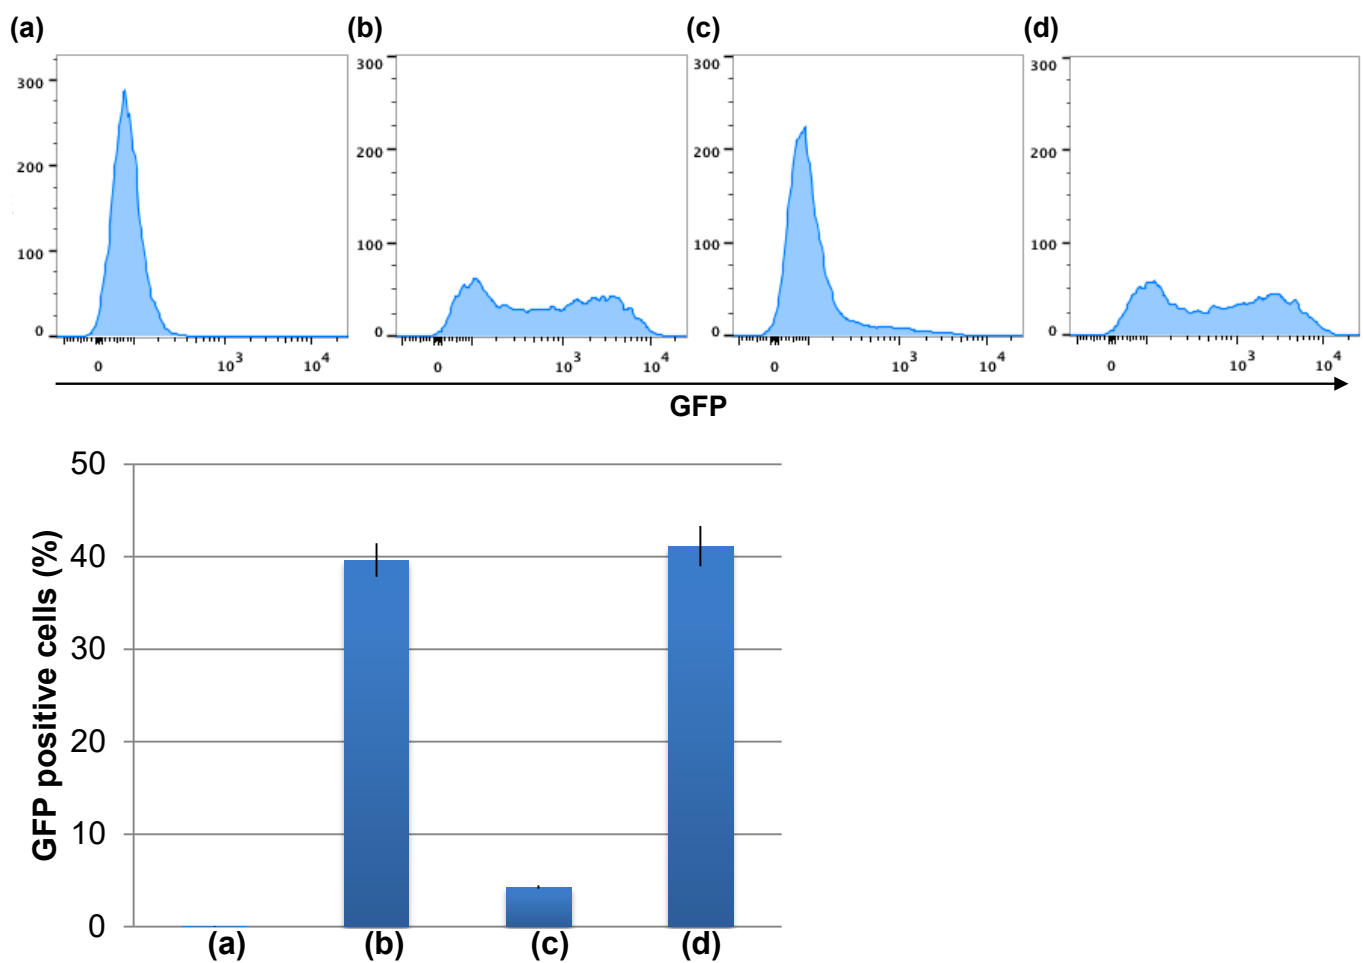 (a) (b) (c) (d)
300 300 300 300
200 200 200 200
100 100 100 100
0 0 0 0
0 10³ 10⁴ 0 10³ 10⁴ 0 10³ 10⁴ 0 10³ 10⁴
GFP
GFP positive cells (%)
50
40
30
20
10
0
(a) (b) (c) (d)